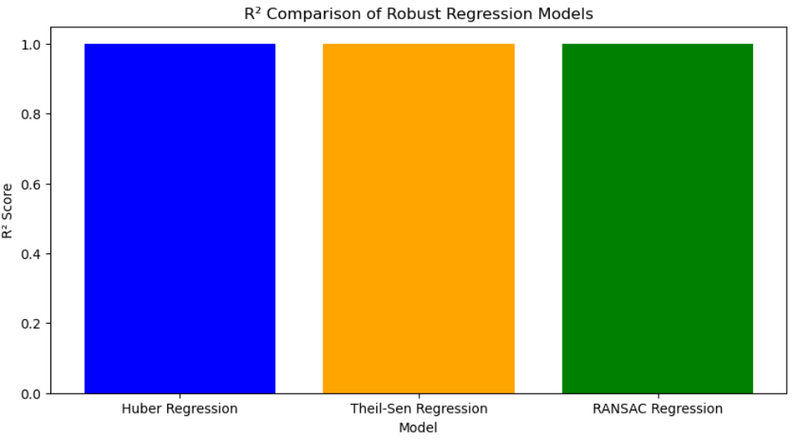 R² Comparison of Robust Regression Models
1.0
0.8
0.6
0.4
0.2
0.0
R² Score
Huber Regression
Theil-Sen Regression
RANSAC Regression
Model